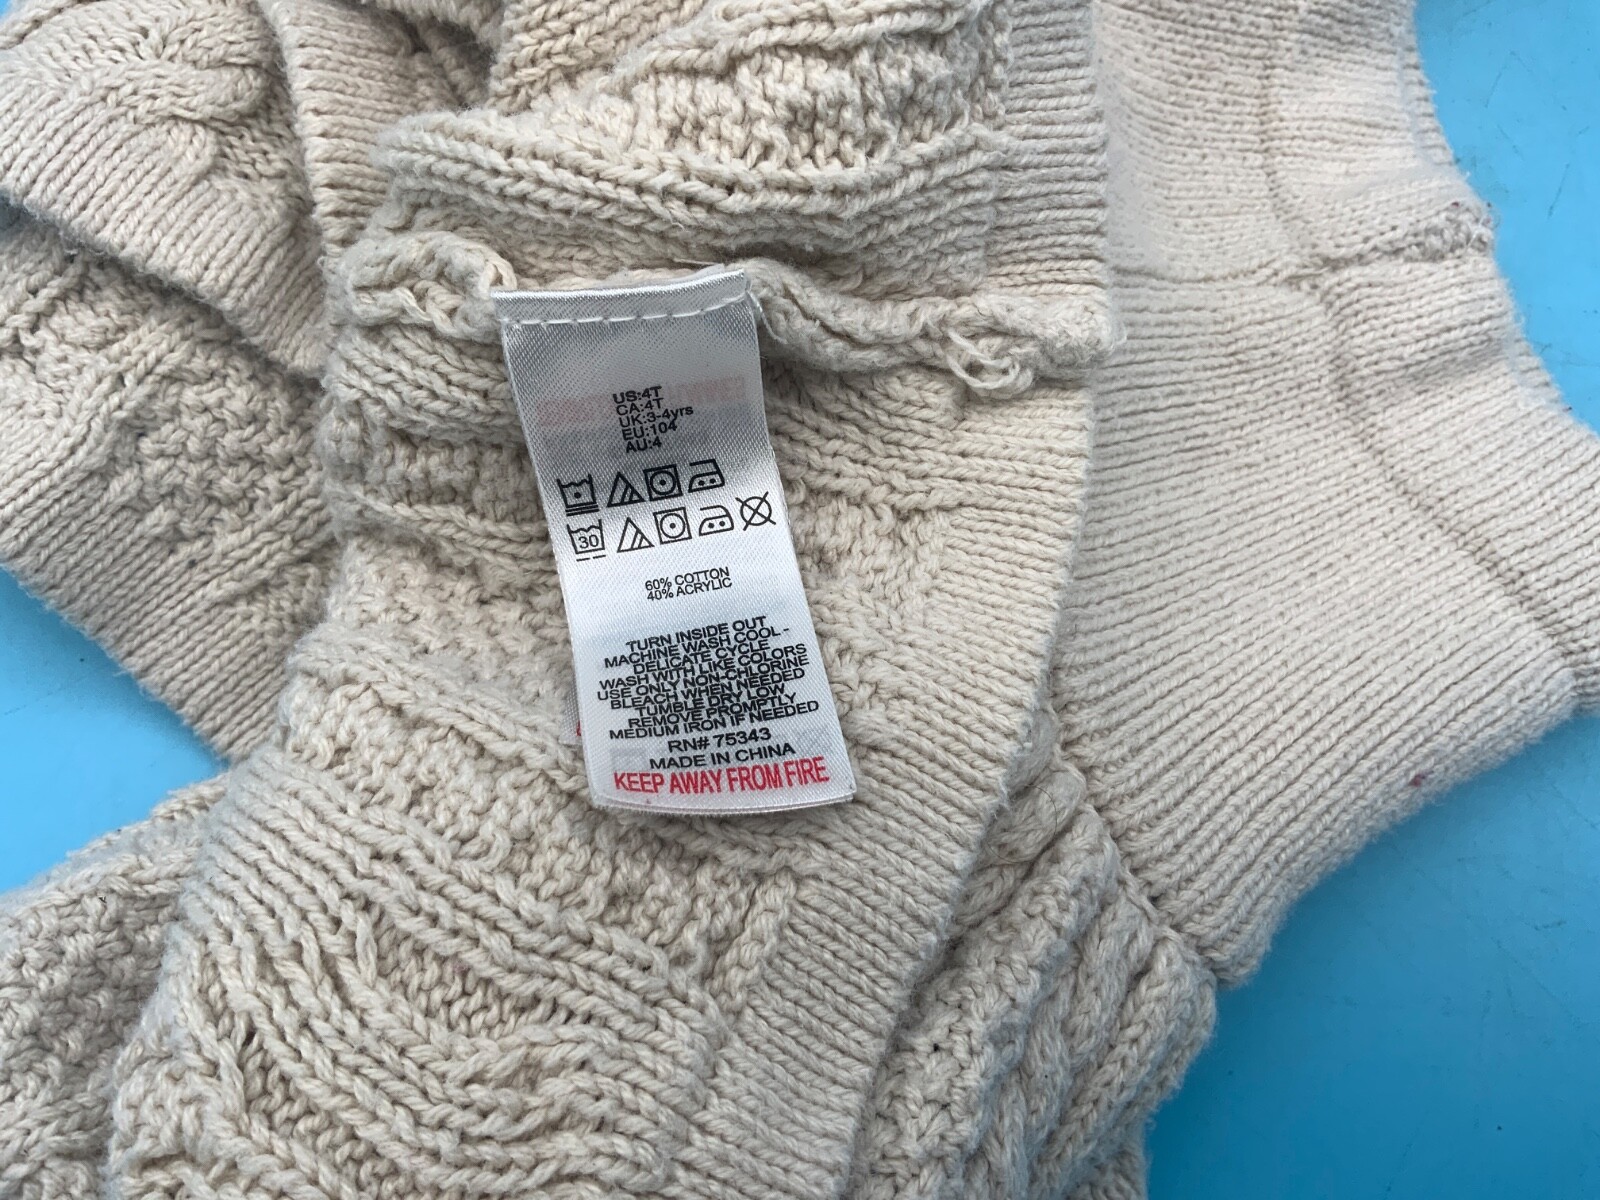 US:4T
CA:4T
UK:3-4yrs
EU:104
AU:4
30
60% COTTON
40% ACRYLIC
TURN INSIDE OUT
MACHINE WASH COOL -
DELICATE CYCLE
WASH WITH LIKE COLORS
USE ONLY NON-CHLORINE
BLEACH WHEN NEEDED
TUMBLE DRY LOW
REMOVE PROMPTLY
MEDIUM IRON IF NEEDED
RN# 75343
MADE IN CHINA
KEEP AWAY FROM FIRE